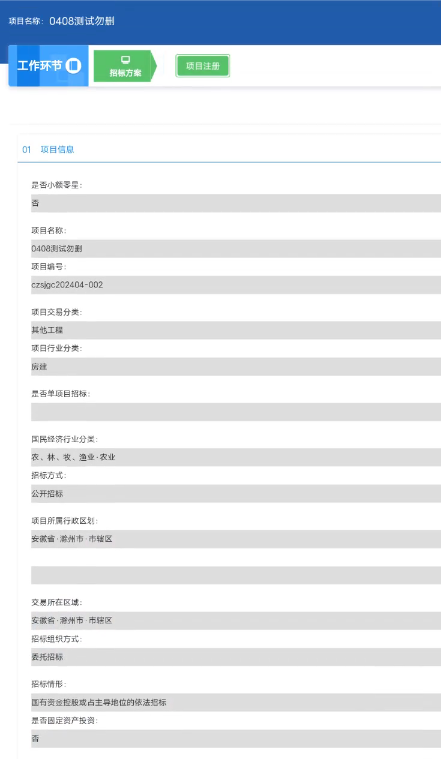 项目名称：0408测试勿删
工作环节
招标方案
项目注册
01 项目信息
是否小额零星：
否
项目名称：
0408测试勿删
项目编号：
czsjgc202404-002
项目交易分类：
其他工程
项目行业分类：
房建
是否单项目招标：
国民经济行业分类：
农、林、牧、渔业·农业
招标方式：
公开招标
项目所属行政区划：
安徽省·滁州市·市辖区
交易所在区域：
安徽省·滁州市·市辖区
招标组织方式：
委托招标
招标情形：
国有资金控股或占主导地位的依法招标
是否固定资产投资：
否